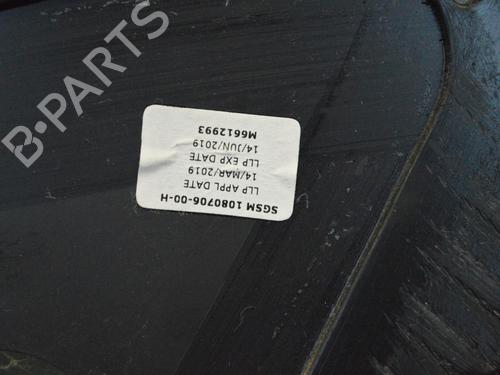 SGSM 1080706-00-H
LLP APPL DATE
14/MAR/2019
LLP EXP DATE
14/JUN/2019
M6612993
B-PARTS